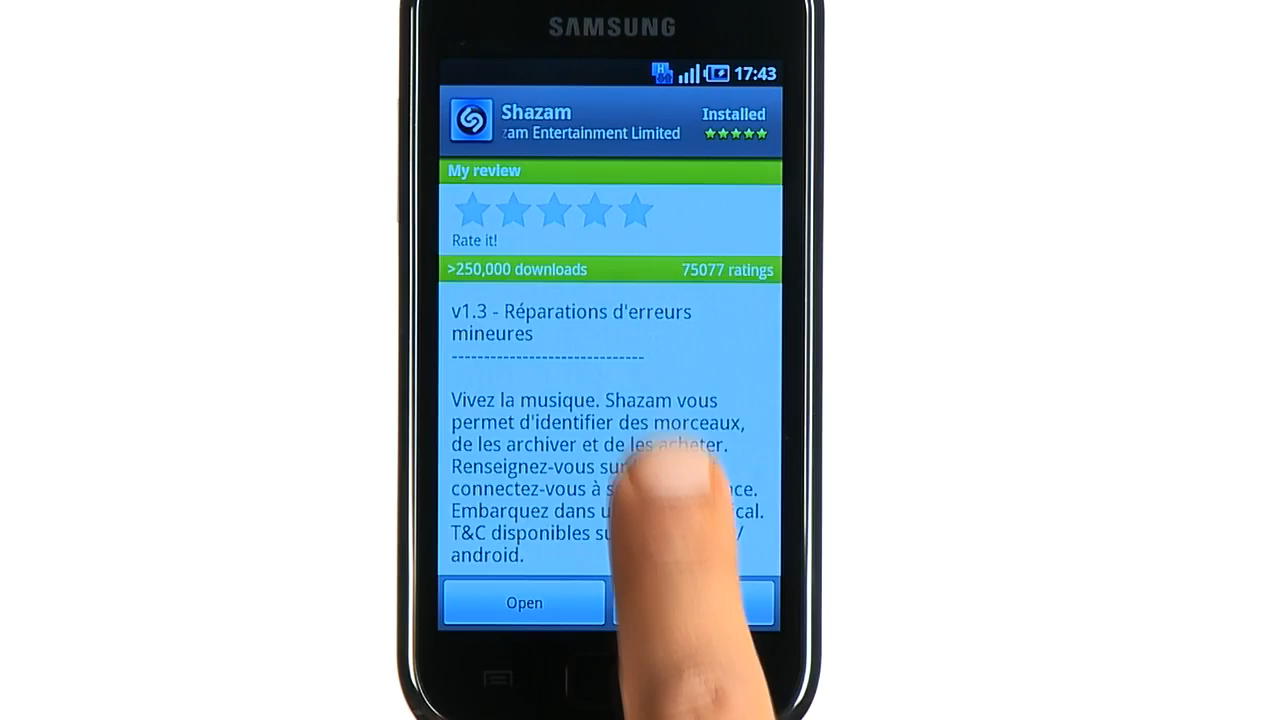 SAMSUNG
17:43
Shazam
Installed
zam Entertainment Limited
My review
Rate it!
>250,000 downloads
75077 ratings
v1.3 - Réparations d'erreurs
mineures
------------------------------
Vivez la musique. Shazam vous
permet d'identifier des morceaux,
de les archiver et de les acheter.
Renseignez-vous sur
connectez-vous à
Embarquez dans
T&C disponibles /
android.
Open